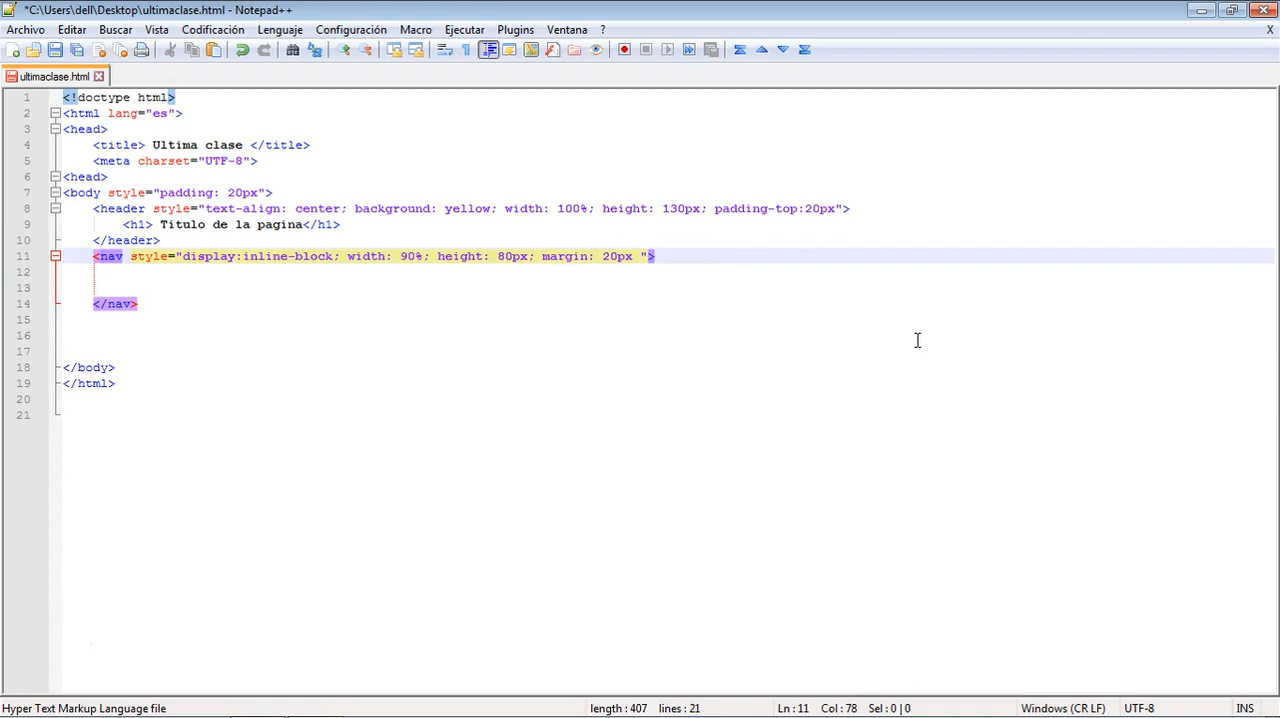 *C:\Users\dell\Desktop\ultimaclase.html - Notepad++
Archivo Editar Buscar Vista Codificación Lenguaje Configuración Macro Ejecutar Plugins Ventana ? X
ultimaclase.html
1 <!doctype html>
2 <html lang="es">
3 <head>
4 <title> Ultima clase </title>
5 <meta charset="UTF-8">
6 <head>
7 <body style="padding: 20px">
8 <header style="text-align: center; background: yellow; width: 100%; height: 130px; padding-top:20px">
9 <h1> Titulo de la pagina</h1>
10 </header>
11 <nav style="display:inline-block; width: 90%; height: 80px; margin: 20px ">
12
13
14 </nav>
15
16
17
18 </body>
19 </html>
20
21
Hyper Text Markup Language file length : 407 lines : 21 Ln : 11 Col : 78 Sel : 0 | 0 Windows (CR LF) UTF-8 INS